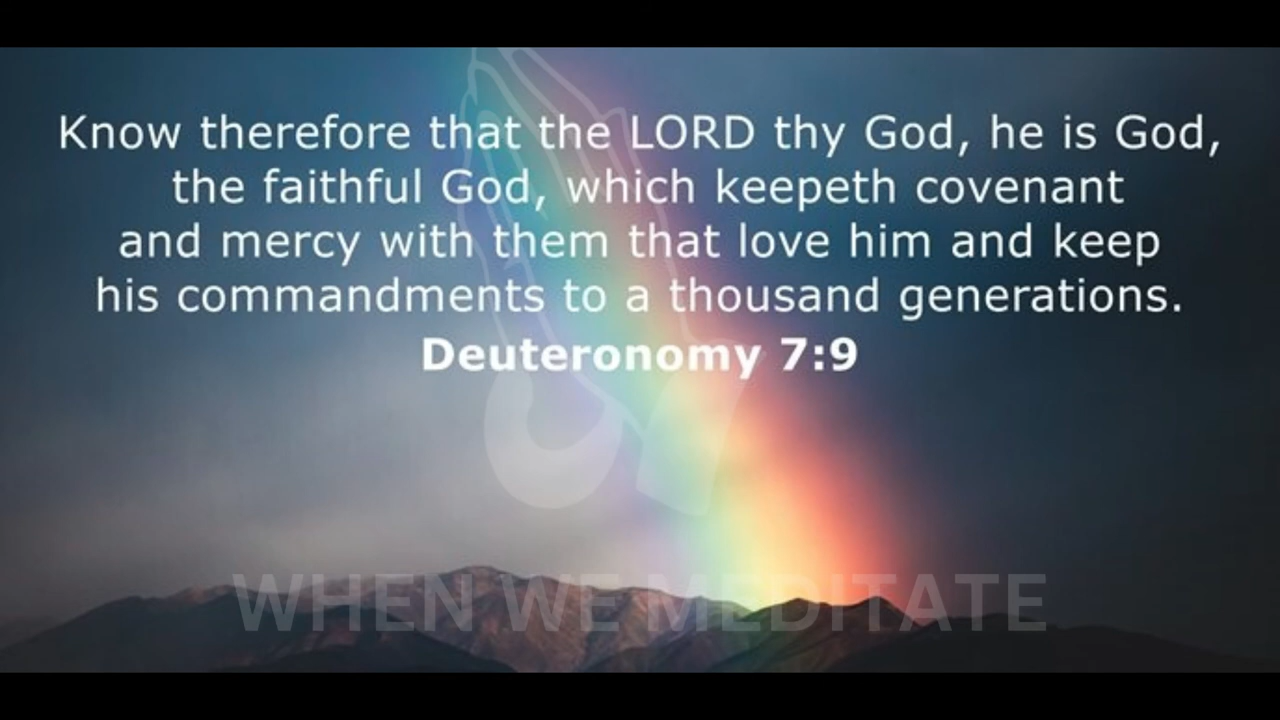 Know therefore that the LORD thy God, he is God,
the faithful God, which keepeth covenant
and mercy with them that love him and keep
his commandments to a thousand generations.
Deuteronomy 7:9
WHEN WE MEDITATE